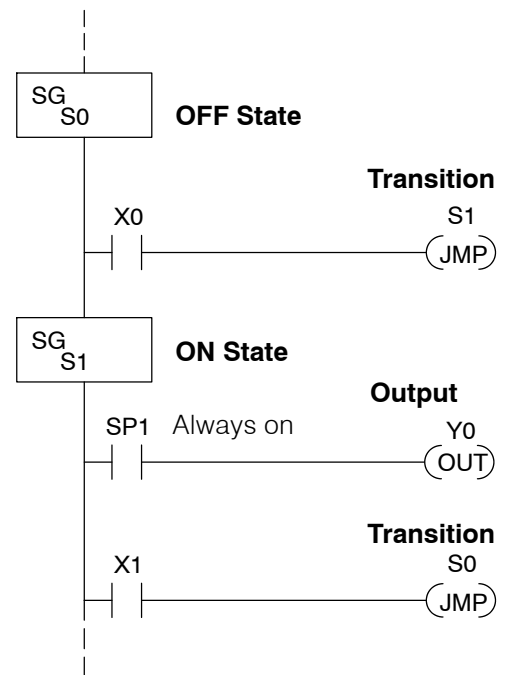 SG
S0
OFF State
Transition
X0
S1
JMP
SG
S1
ON State
Output
SP1
Always on
Y0
OUT
Transition
X1
S0
JMP